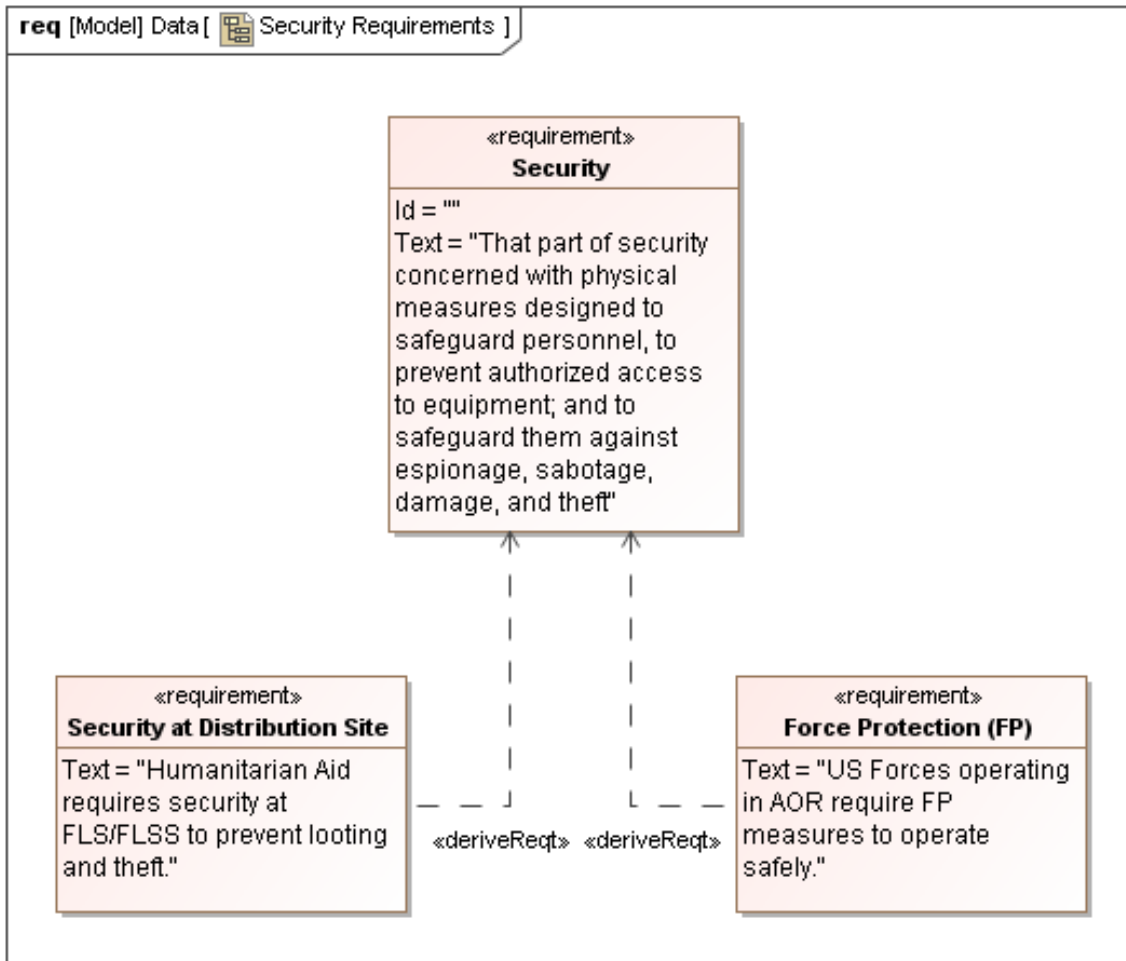 req [Model] Data [ Security Requirements ]
«requirement»
Security
Id = ""
Text = "That part of security
concerned with physical
measures designed to
safeguard personnel, to
prevent authorized access
to equipment; and to
safeguard them against
espionage, sabotage,
damage, and theft"
«requirement»
Security at Distribution Site
Text = "Humanitarian Aid
requires security at
FLS/FLSS to prevent looting
and theft."
«deriveReqt» «deriveReqt»
«requirement»
Force Protection (FP)
Text = "US Forces operating
in AOR require FP
measures to operate
safely."